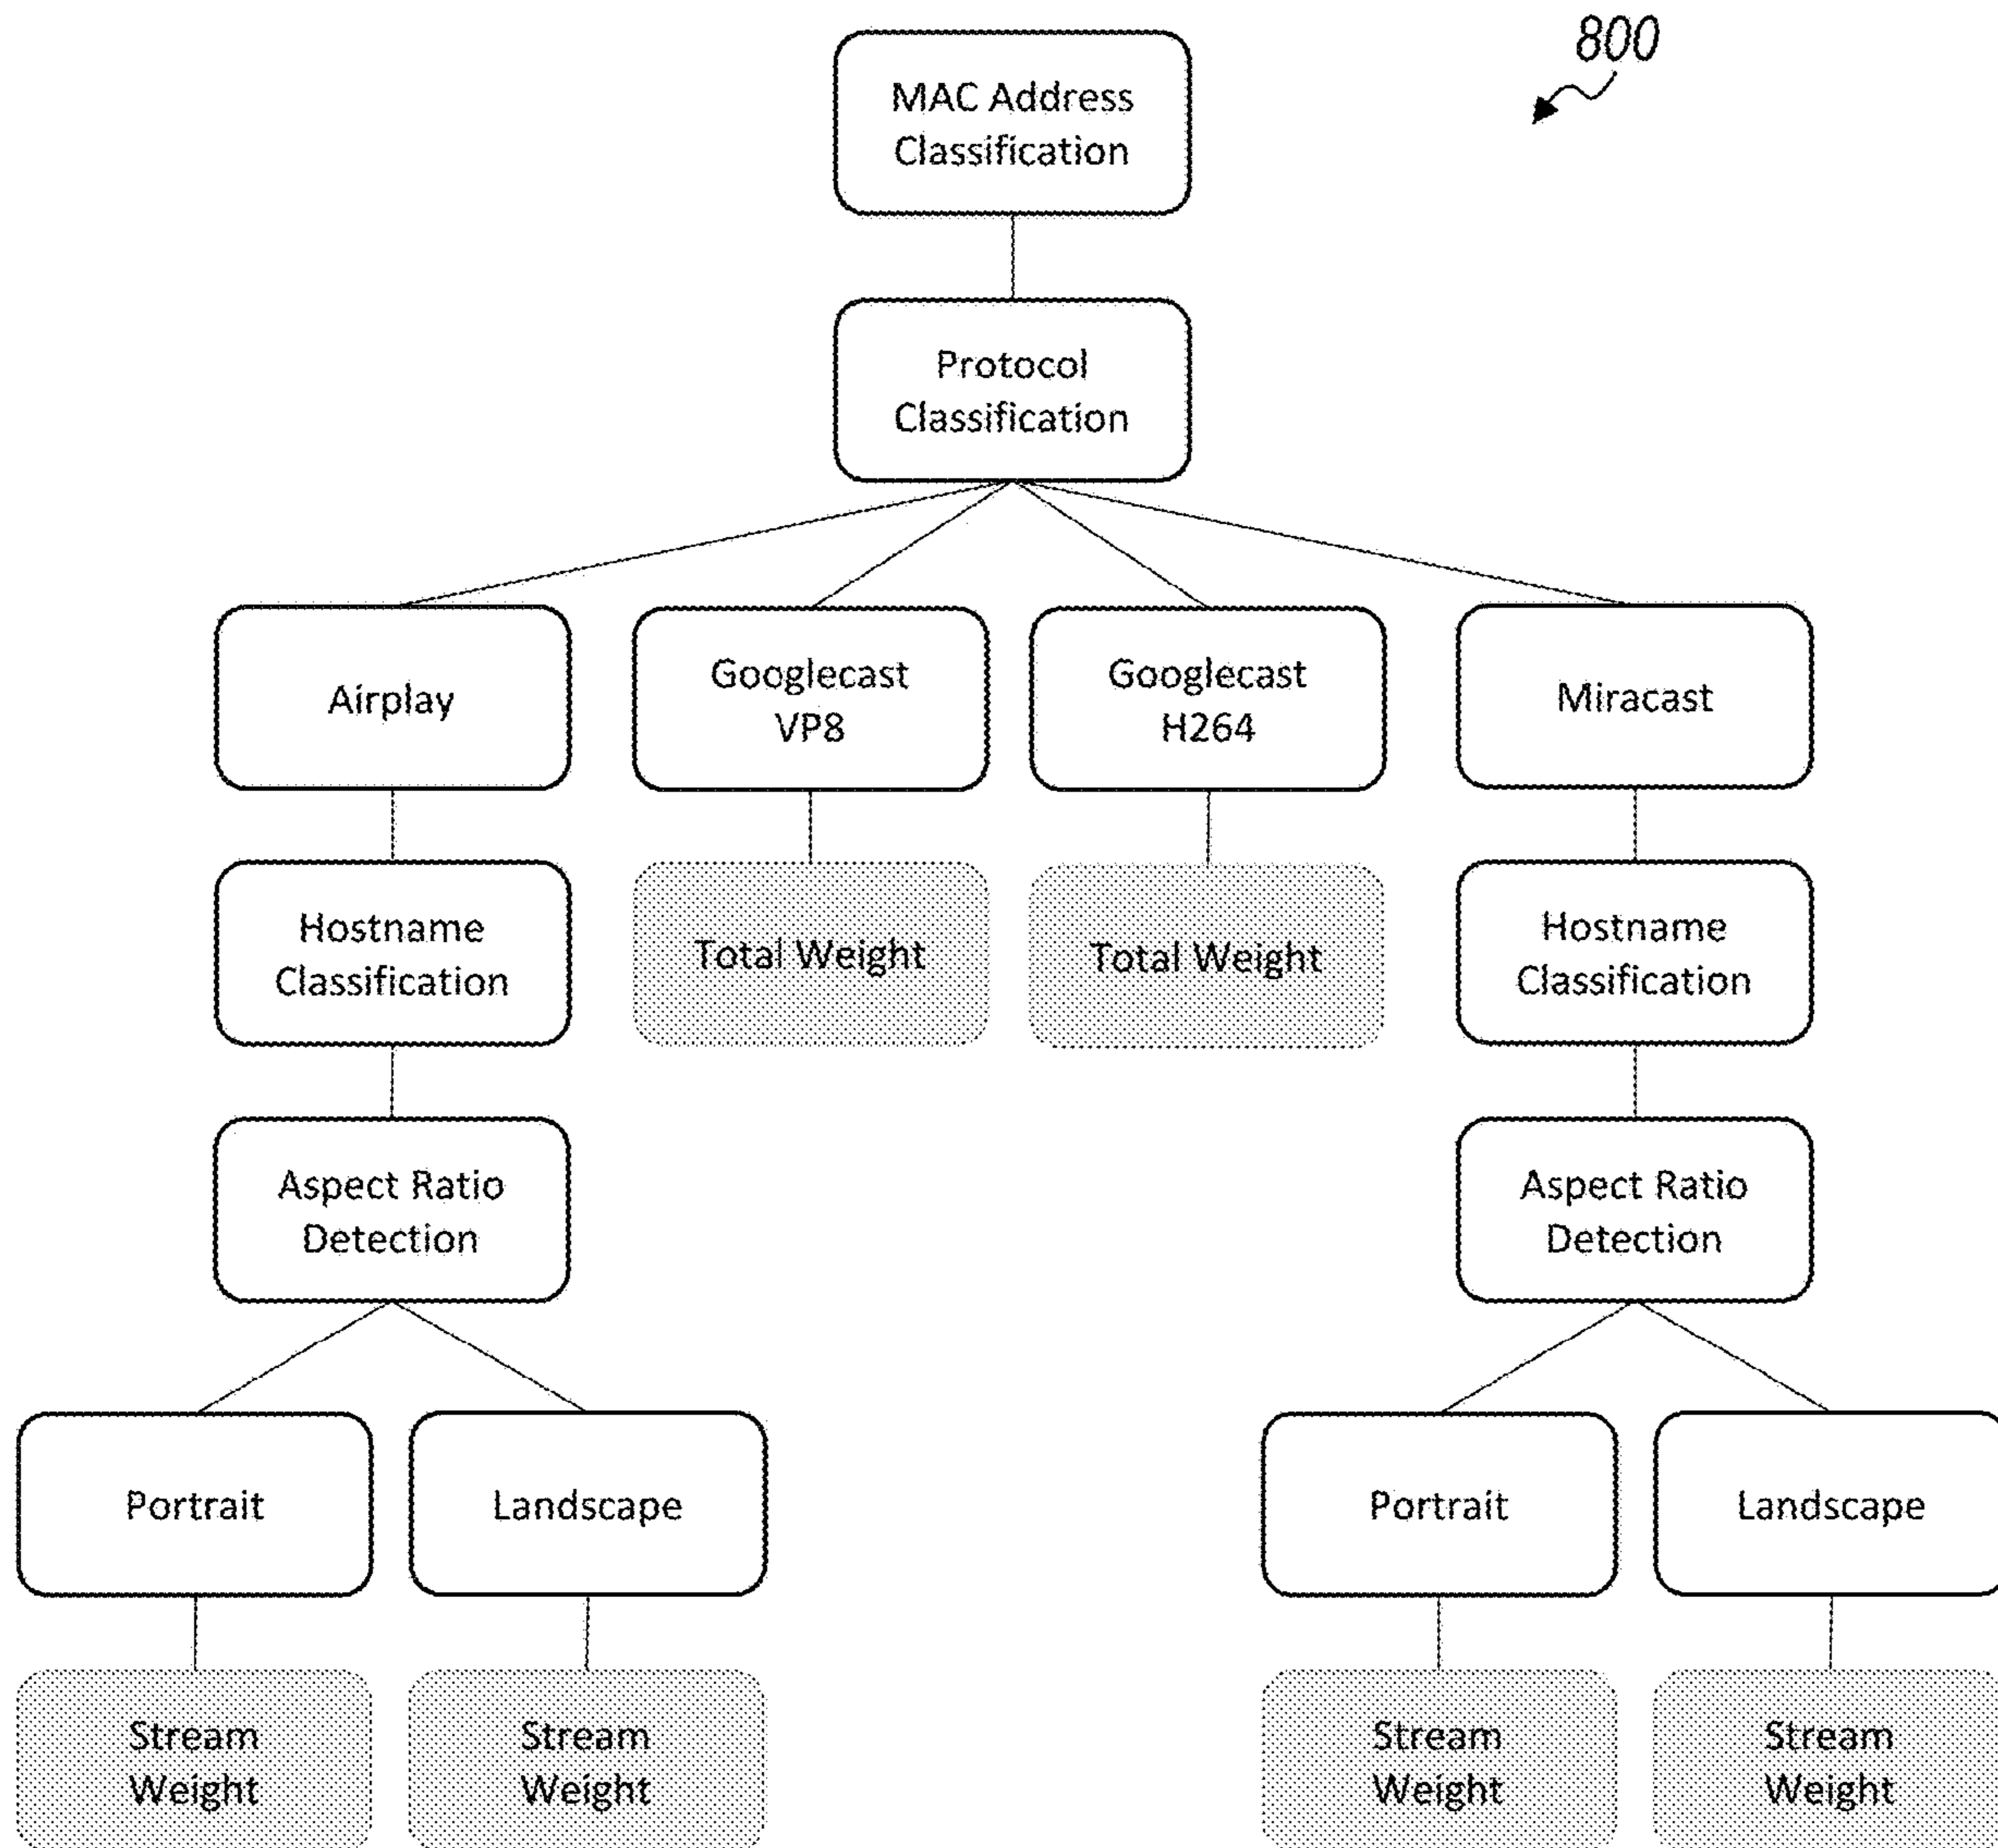 800
MAC Address
Classification
Protocol
Classification
Airplay
Googlecast
VP8
Googlecast
H264
Miracast
Hostname
Classification
Total Weight
Total Weight
Hostname
Classification
Aspect Ratio
Detection
Aspect Ratio
Detection
Portrait
Landscape
Portrait
Landscape
Stream
Weight
Stream
Weight
Stream
Weight
Stream
Weight